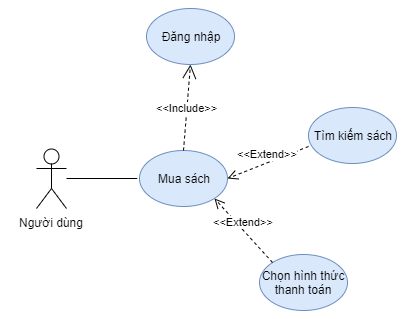 Đăng nhập
<<Include>>
Tìm kiếm sách
<<Extend>>
Mua sách
Người dùng
<<Extend>>
Chọn hình thức
thanh toán